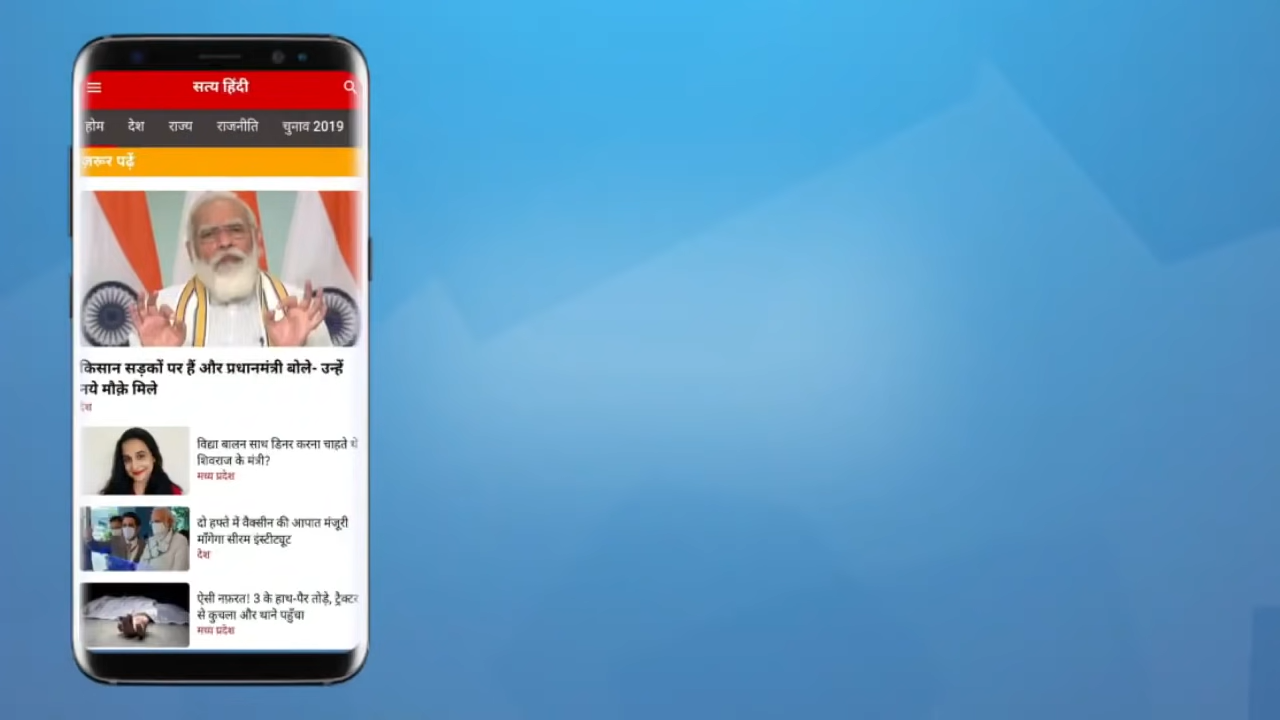 सत्य हिंदी
होम देश राज्य राजनीति चुनाव 2019
ज़रूर पढ़ें
किसान सड़कों पर हैं और प्रधानमंत्री बोले- उन्हें
नये मौक़े मिले
देश
विद्या बालन साथ डिनर करना चाहते थे
शिवराज के मंत्री?
मध्य प्रदेश
दो हफ्ते में वैक्सीन की आपात मंजूरी
माँगेगा सीरम इंस्टीट्यूट
देश
ऐसी नफ़रत! 3 के हाथ-पैर तोड़े, ट्रैक्टर
से कुचला और थाने पहुँचा
मध्य प्रदेश